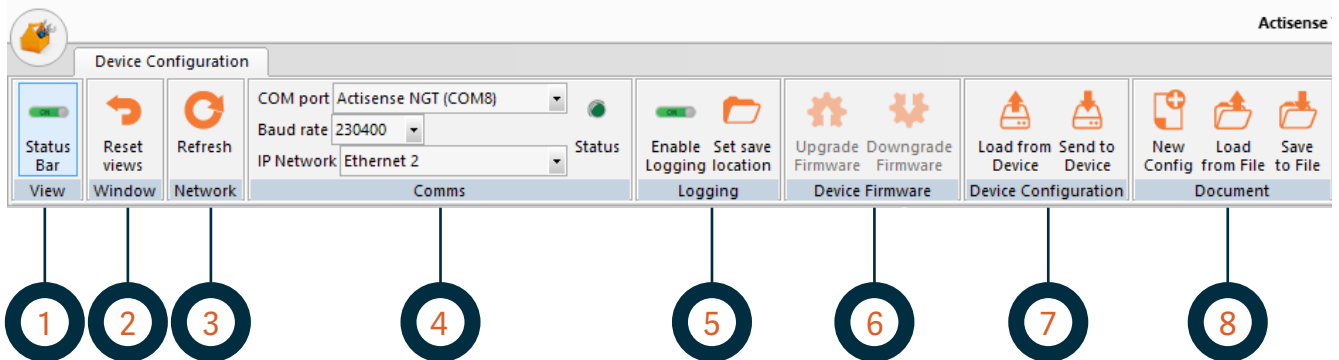 Actisense
Device Configuration
ON
Status
Bar
View
Reset
views
Window
Refresh
Network
COM port Actisense NGT (COM8)
Baud rate 230400
IP Network Ethernet 2
Status
Comms
ON
Enable
Logging
Set save
location
Logging
Upgrade
Firmware
Downgrade
Firmware
Device Firmware
Load from
Device
Send to
Device
Device Configuration
New
Config
Load
from File
Save
to File
Document
1 2 3 4 5 6 7 8